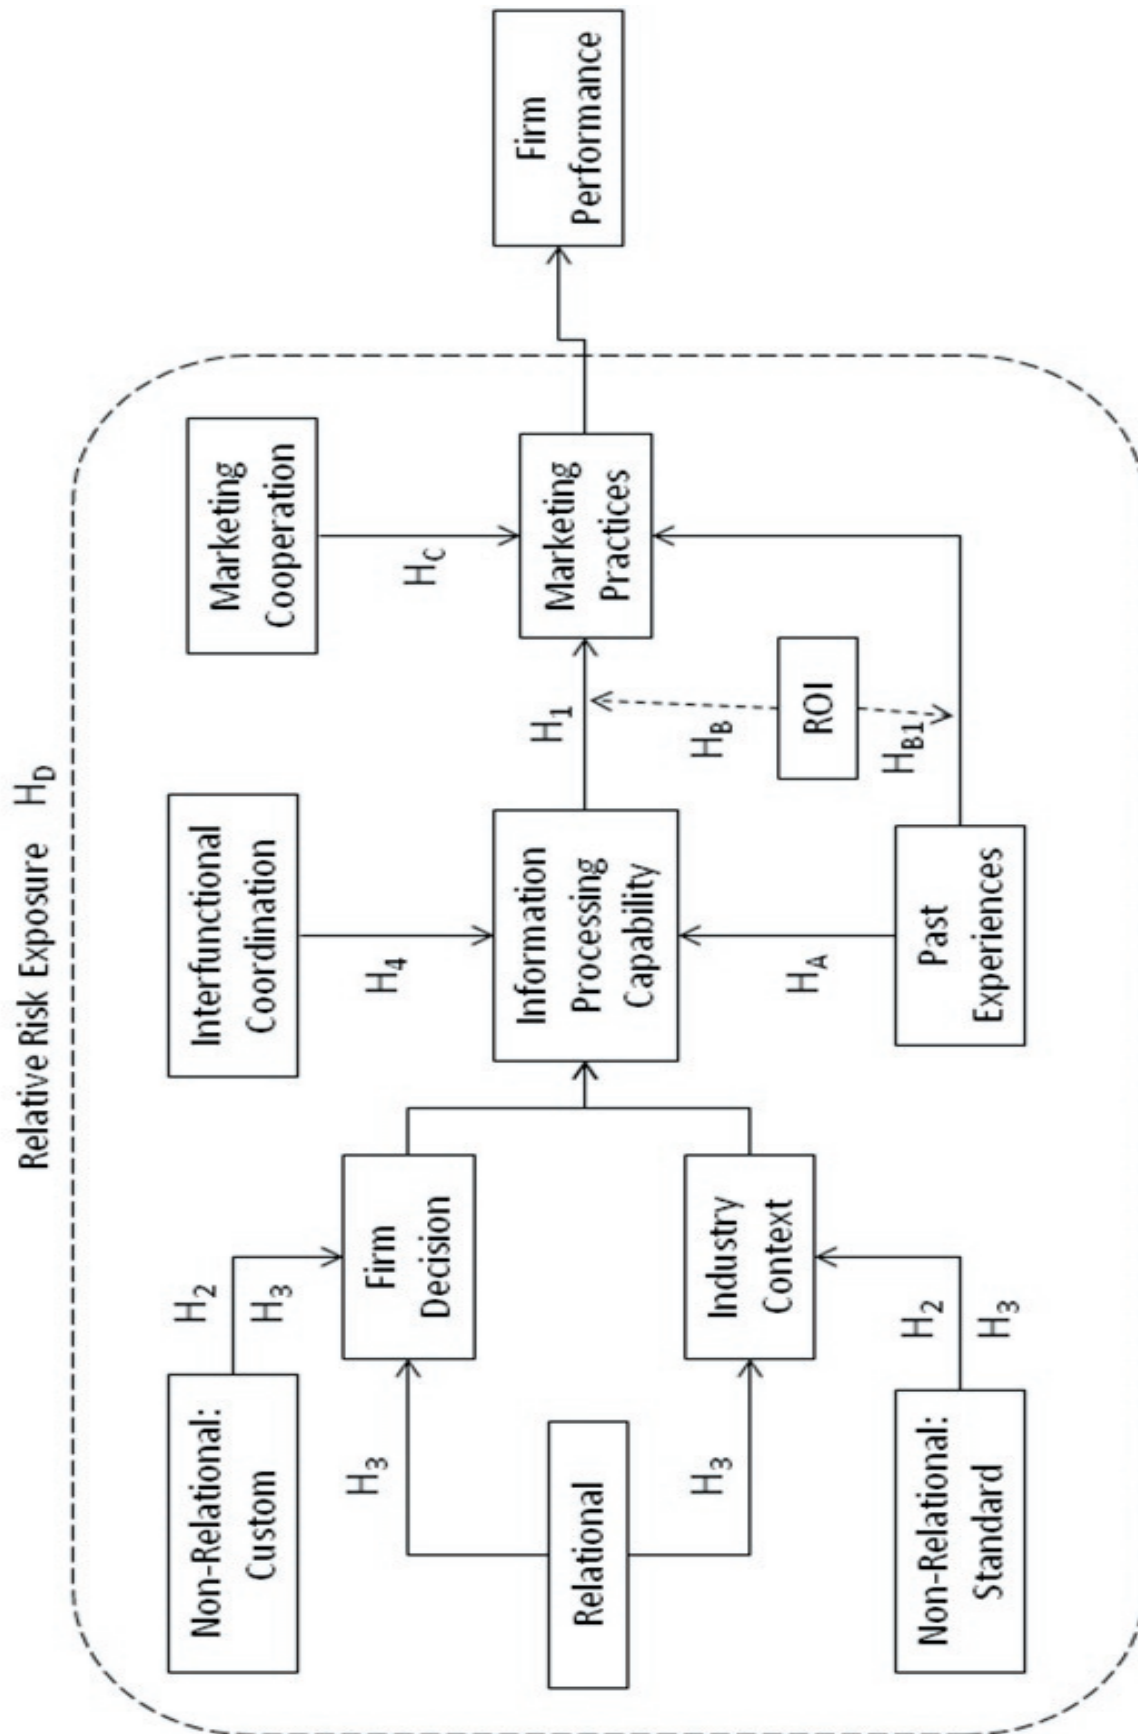 Relative Risk Exposure H_D
Non-Relational:
Custom
H_2
H_3
Interfunctional
Coordination
Marketing
Cooperation
H_4
H_C
H_3
Firm
Decision
Relational
Information
Processing
Capability
H_1
Marketing
Practices
Firm
Performance
H_3
Industry
Context
H_A
H_B
ROI
H_B1
H_2
H_3
Non-Relational:
Standard
Past
Experiences